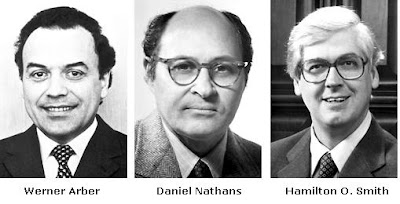 Werner Arber
Daniel Nathans
Hamilton O. Smith